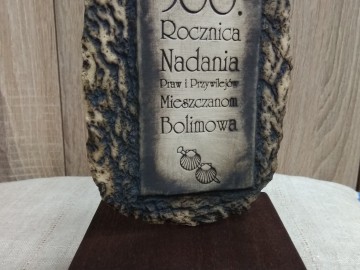 500.
Rocznica
Nadania
Praw i Przywilejów
Mieszczanom
Bolimowa